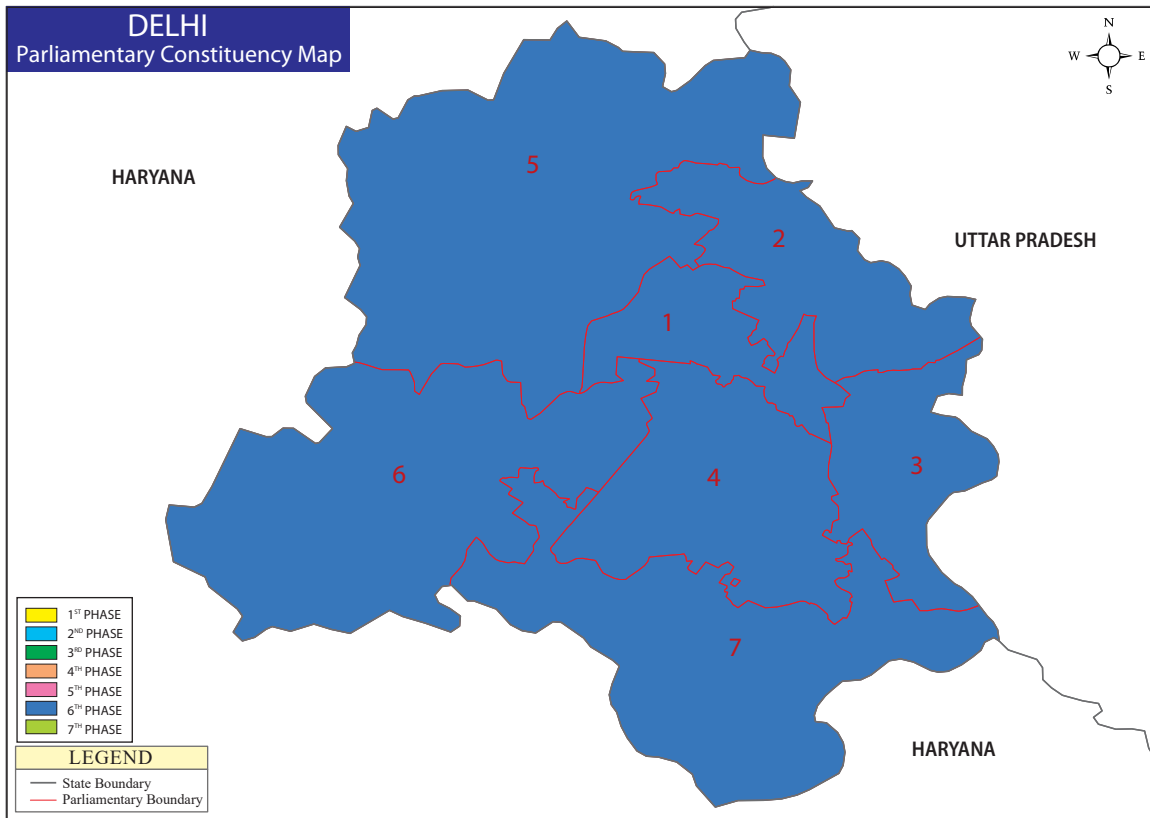 DELHI
Parliamentary Constituency Map
N
W E
S
HARYANA
UTTAR PRADESH
5
2
1
6
4
3
7
HARYANA
1ST PHASE
2ND PHASE
3RD PHASE
4TH PHASE
5TH PHASE
6TH PHASE
7TH PHASE
LEGEND
State Boundary
Parliamentary Boundary